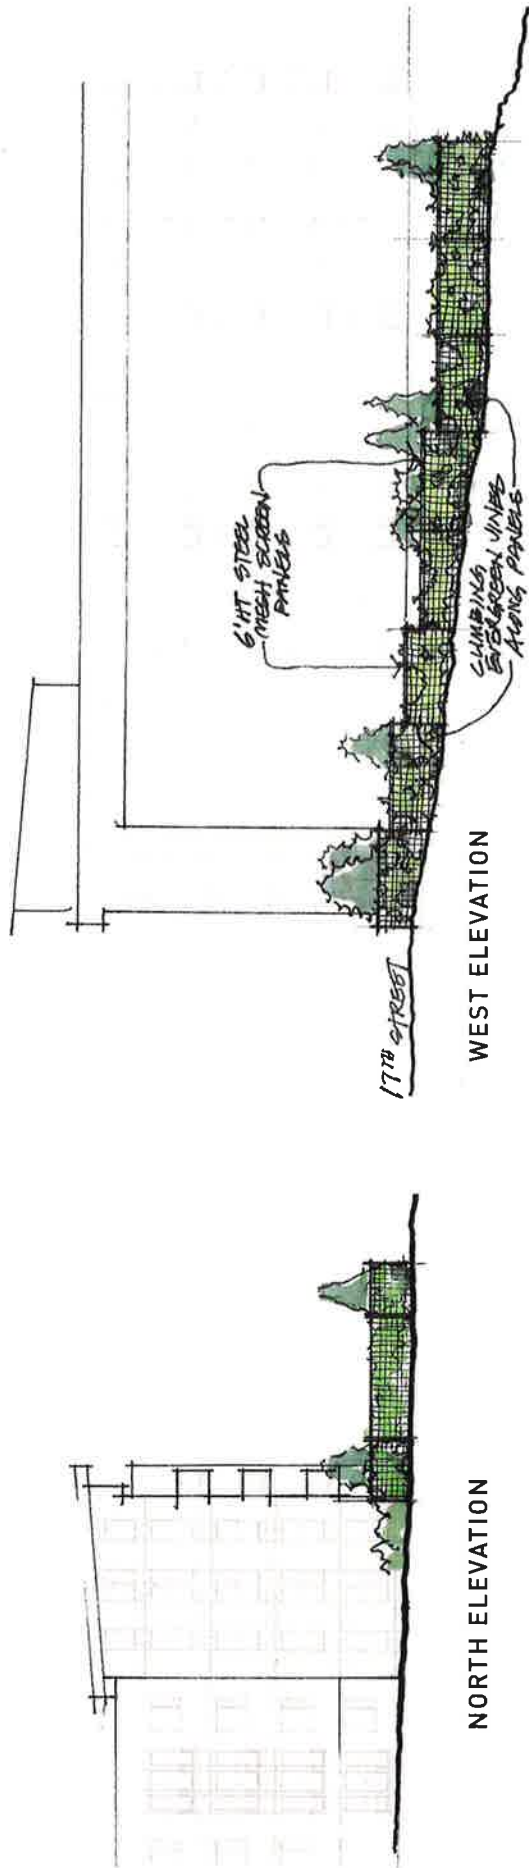 6' HT STEEL
MESH SCREEN
PANELS
CLIMBING
EVERGREEN VINES
ALONG PANELS
17TH STREET
WEST ELEVATION
NORTH ELEVATION